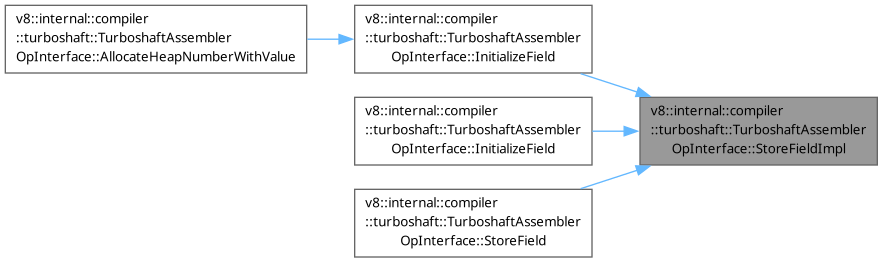 v8::internal::compiler
::turboshaft::TurboshaftAssembler
OpInterface::AllocateHeapNumberWithValue
v8::internal::compiler
::turboshaft::TurboshaftAssembler
OpInterface::InitializeField
v8::internal::compiler
::turboshaft::TurboshaftAssembler
OpInterface::InitializeField
v8::internal::compiler
::turboshaft::TurboshaftAssembler
OpInterface::StoreField
v8::internal::compiler
::turboshaft::TurboshaftAssembler
OpInterface::StoreFieldImpl